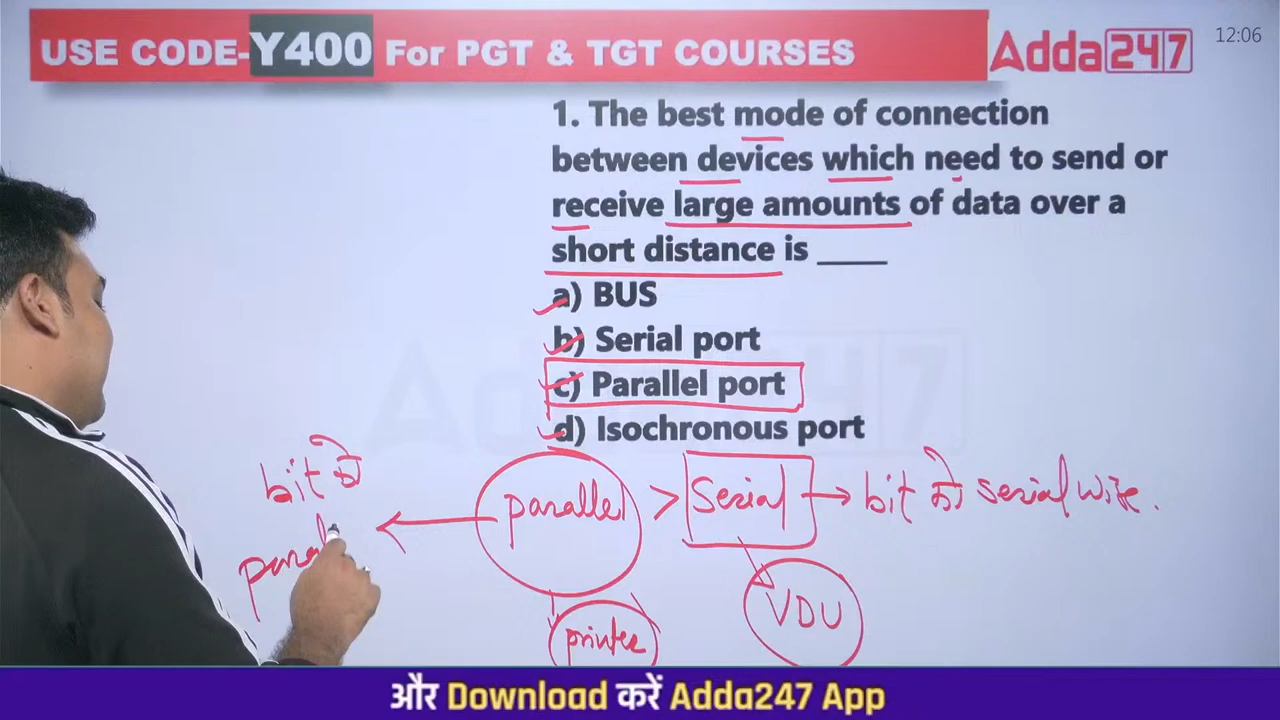 USE CODE-Y400 For PGT & TGT COURSES
Adda247
12:06
1. The best mode of connection
between devices which need to send or
receive large amounts of data over a
short distance is ____
a) BUS
b) Serial port
c) Parallel port
d) Isochronous port
bit को
parallel > Serial → bit को serial wise.
paral
printer
VDU
और Download करें Adda247 App